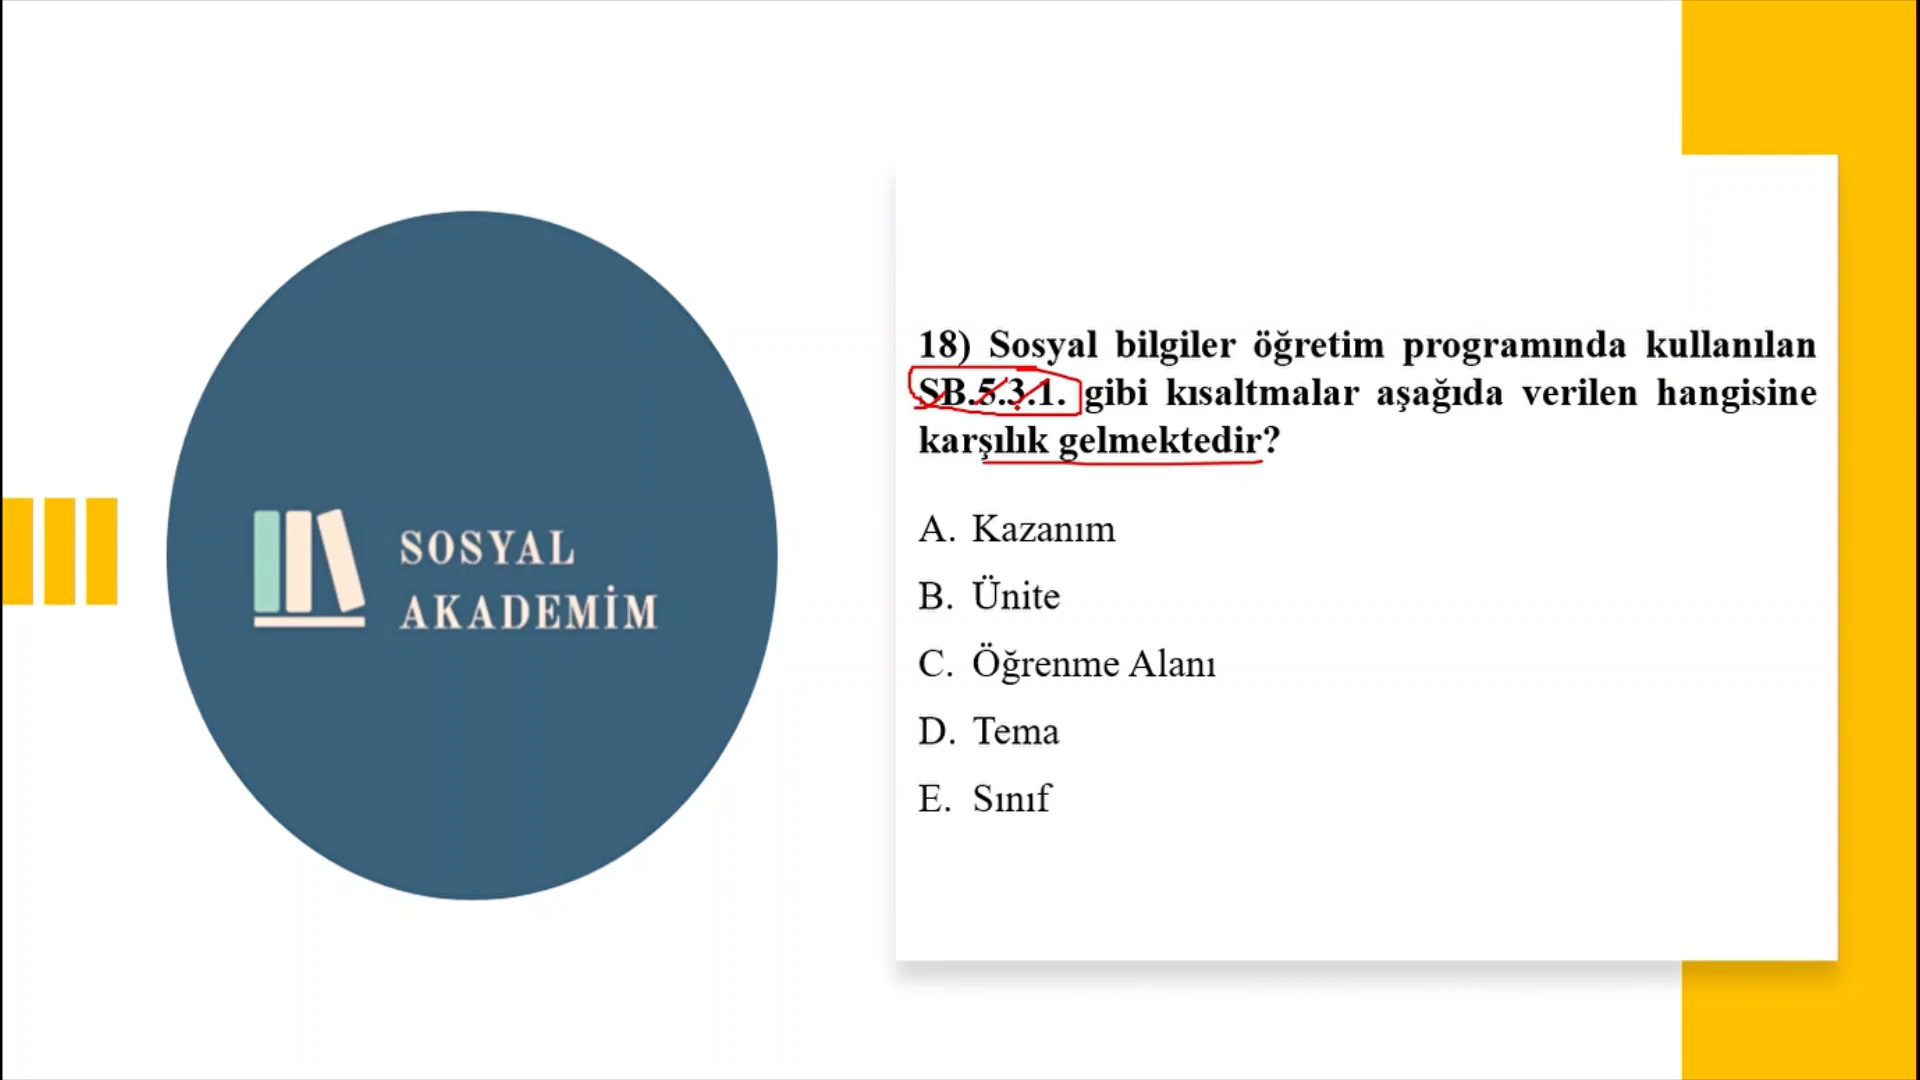 SOSYAL
AKADEMİM
18) Sosyal bilgiler öğretim programında kullanılan
SB.5.3.1. gibi kısaltmalar aşağıda verilen hangisine
karşılık gelmektedir?
A. Kazanım
B. Ünite
C. Öğrenme Alanı
D. Tema
E. Sınıf